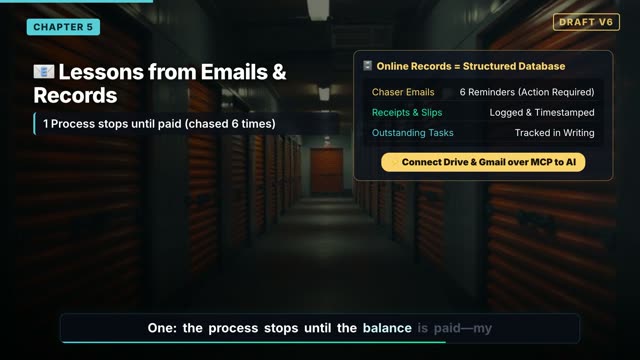 CHAPTER 5
DRAFT V6
Lessons from Emails &
Records
1 Process stops until paid (chased 6 times)
Online Records = Structured Database
Chaser Emails 6 Reminders (Action Required)
Receipts & Slips Logged & Timestamped
Outstanding Tasks Tracked in Writing
Connect Drive & Gmail over MCP to AI
One: the process stops until the balance is paid—my